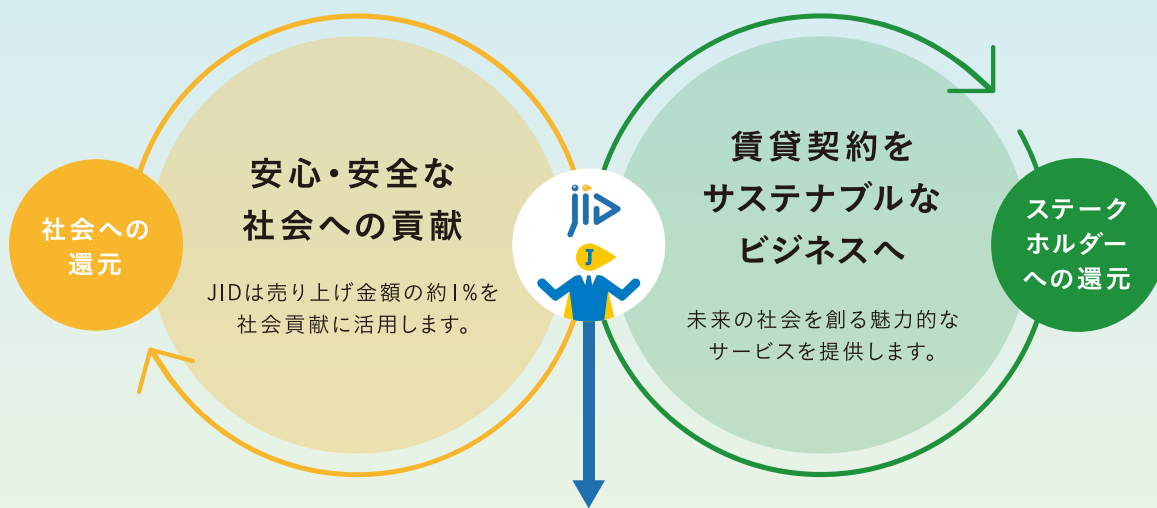 社会への
還元
安心・安全な
社会への貢献
JIDは売り上げ金額の約1%を
社会貢献に活用します。
jID
J
賃貸契約を
サステナブルな
ビジネスへ
未来の社会を創る魅力的な
サービスを提供します。
ステーク
ホルダー
への還元